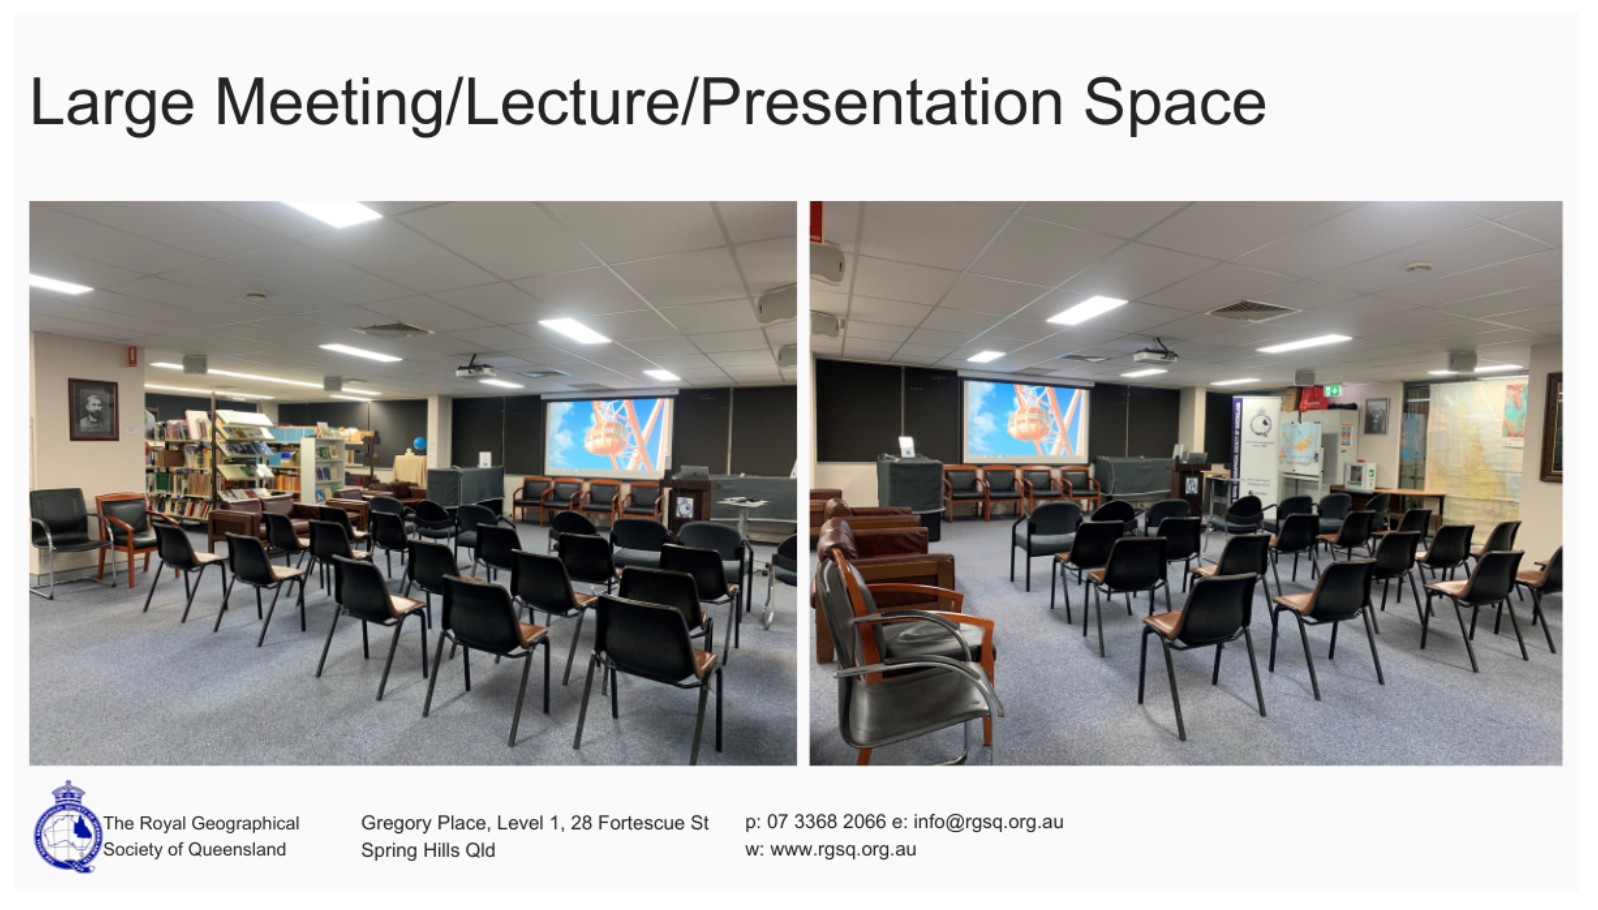 Large Meeting/Lecture/Presentation Space
The Royal Geographical
Society of Queensland
Gregory Place, Level 1, 28 Fortescue St
Spring Hills Qld
p: 07 3368 2066 e: info@rgsq.org.au
w: www.rgsq.org.au